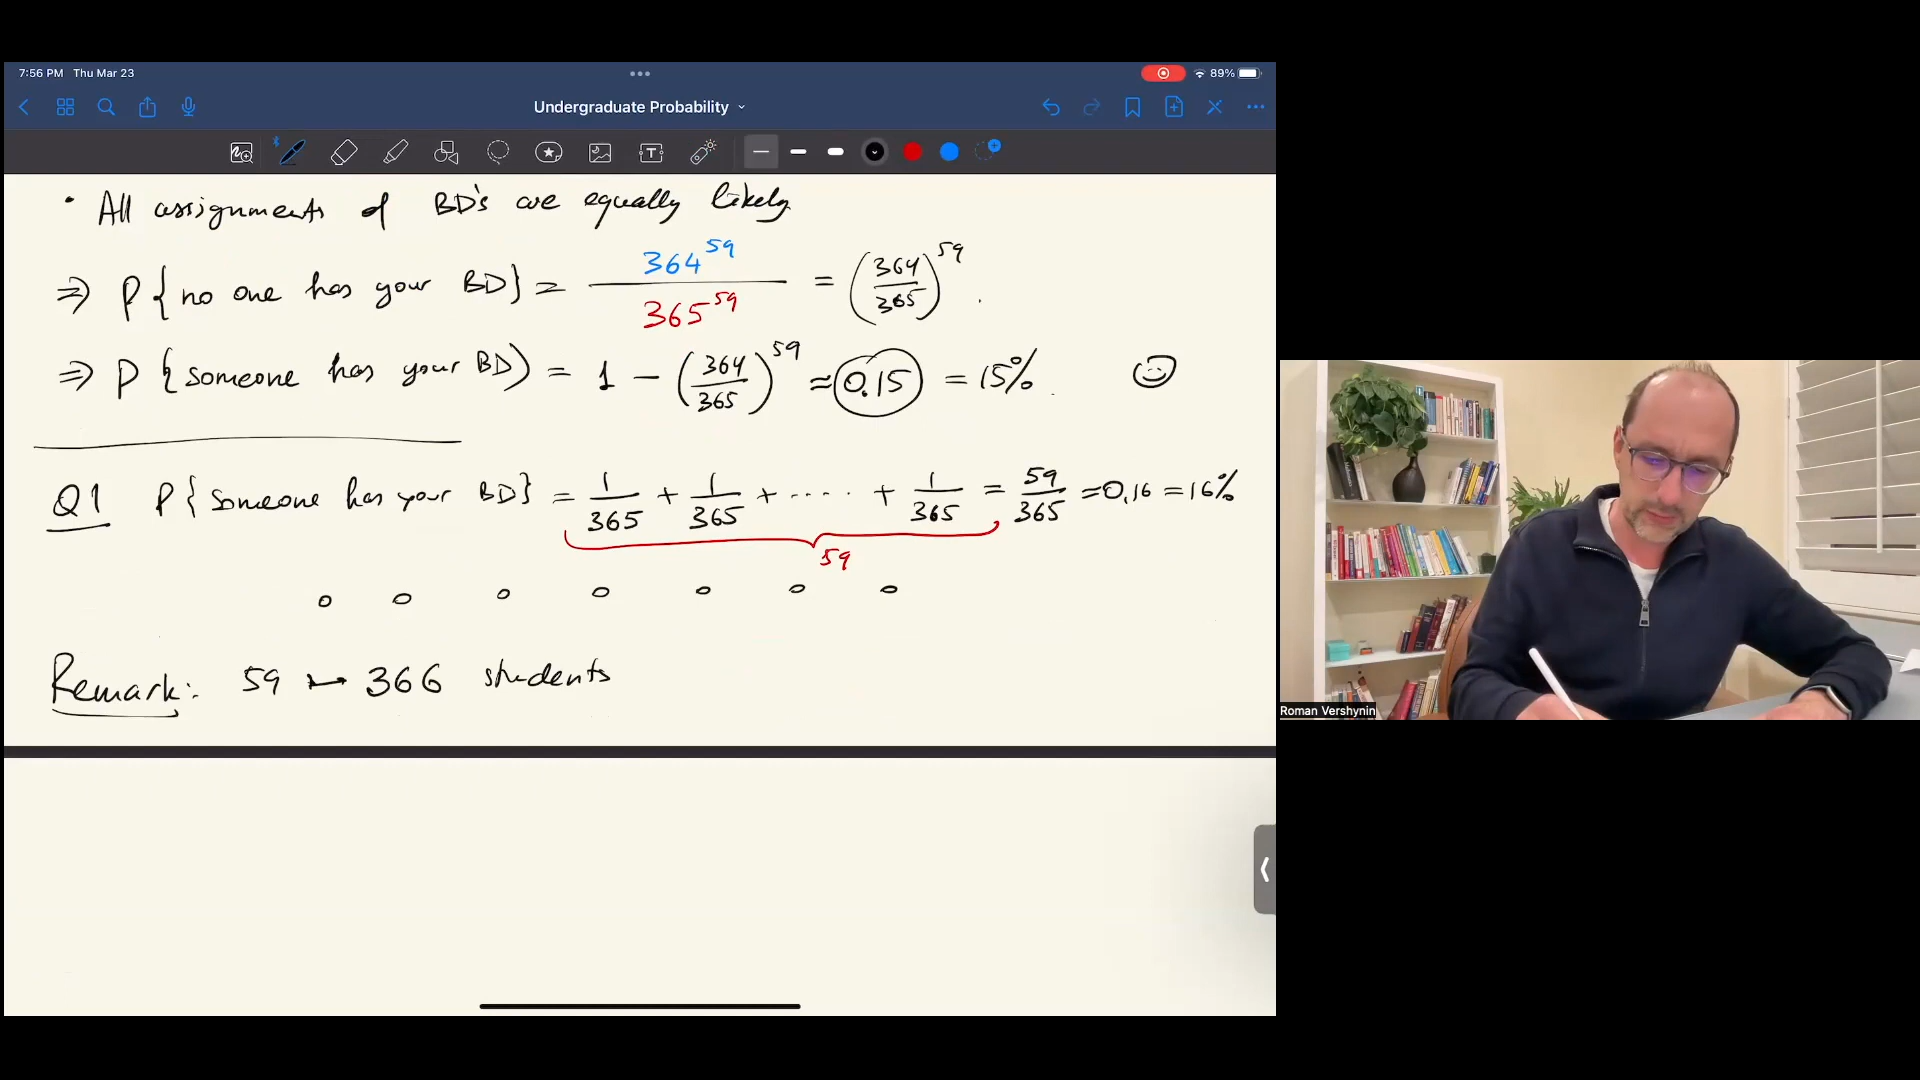 7:56 PM Thu Mar 23
89%
Undergraduate Probability
• All assignments of BD's are equally likely
⇒ P{no one has your BD} = 364^59 / 365^59 = (364/365)^59.
⇒ P{someone has your BD) = 1 − (364/365)^59 ≈ 0.15 = 15%.
Q1 P{someone has your BD} = 1/365 + 1/365 + ..... + 1/365 = 59/365 = 0.16 = 16%
59
Remark: 59 ↦ 366 students
Roman Vershynin